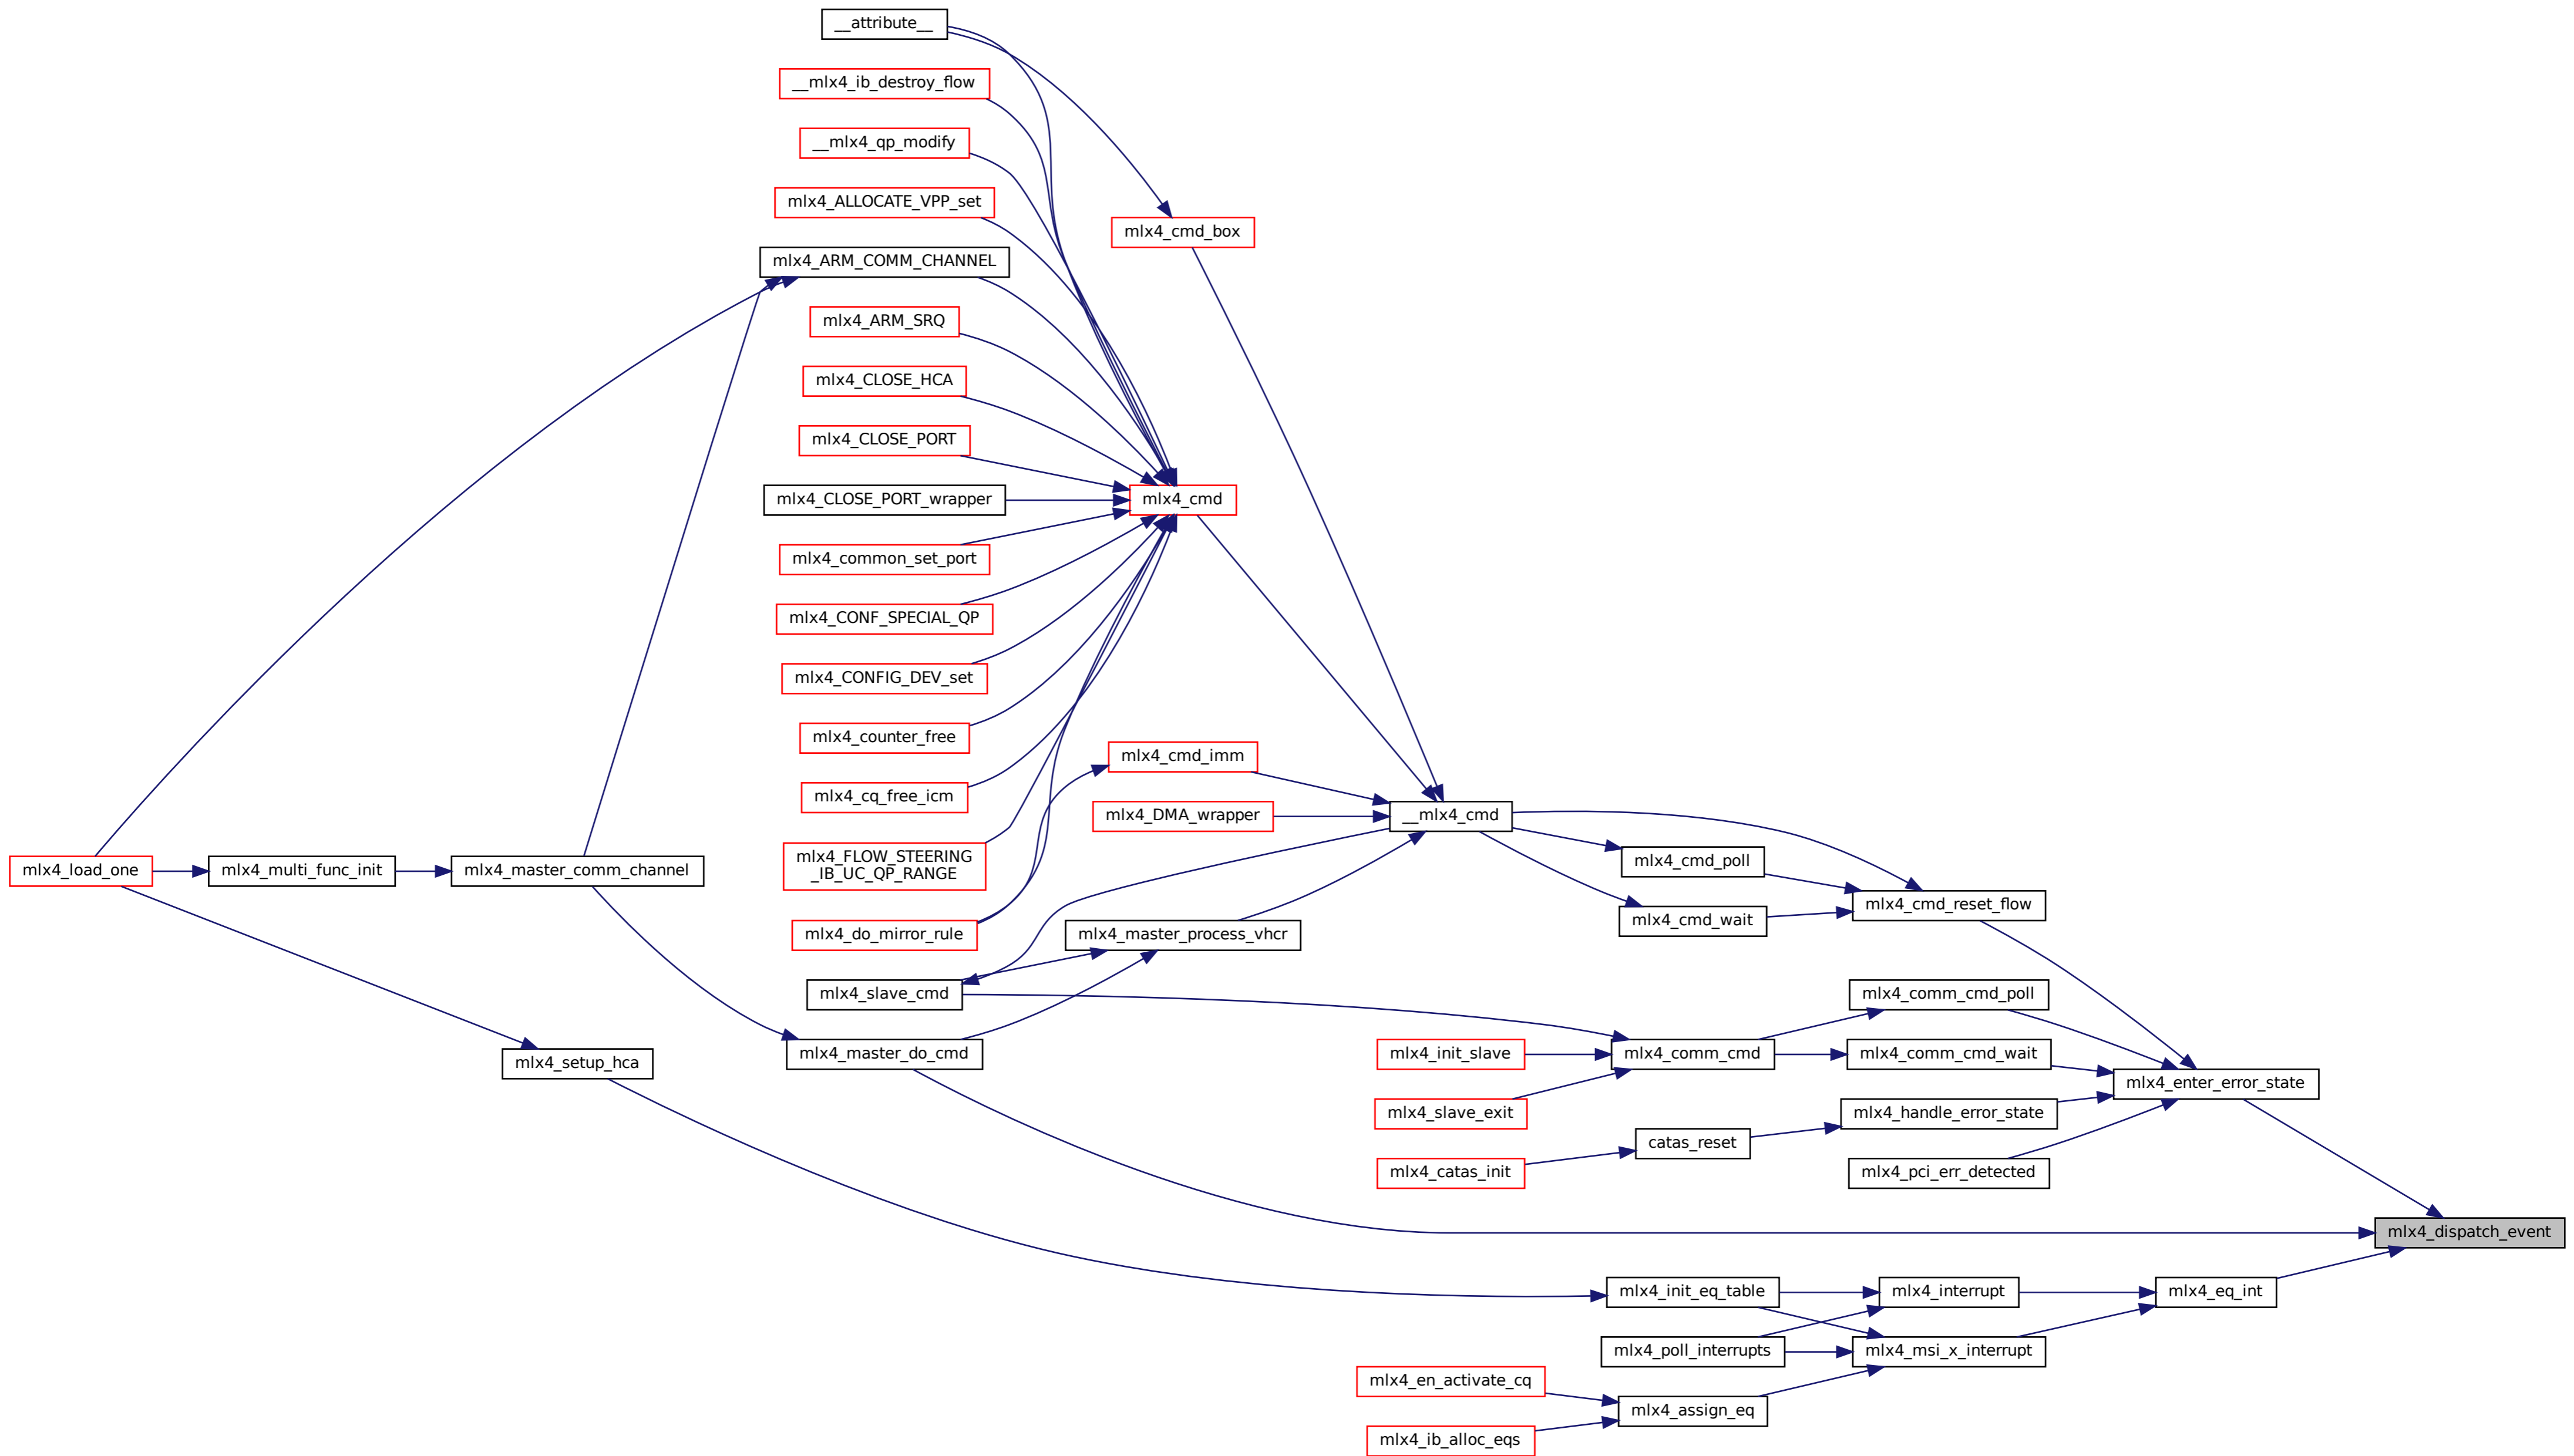 __attribute__
__mlx4_ib_destroy_flow
__mlx4_qp_modify
mlx4_ALLOCATE_VPP_set
mlx4_cmd_box
mlx4_ARM_COMM_CHANNEL
mlx4_ARM_SRQ
mlx4_CLOSE_HCA
mlx4_CLOSE_PORT
mlx4_CLOSE_PORT_wrapper
mlx4_cmd
mlx4_common_set_port
mlx4_CONF_SPECIAL_QP
mlx4_CONFIG_DEV_set
mlx4_counter_free
mlx4_cmd_imm
mlx4_cq_free_icm
mlx4_DMA_wrapper
__mlx4_cmd
mlx4_FLOW_STEERING
_IB_UC_QP_RANGE
mlx4_cmd_poll
mlx4_load_one
mlx4_multi_func_init
mlx4_master_comm_channel
mlx4_cmd_reset_flow
mlx4_cmd_wait
mlx4_do_mirror_rule
mlx4_master_process_vhcr
mlx4_slave_cmd
mlx4_comm_cmd_poll
mlx4_master_do_cmd
mlx4_init_slave
mlx4_comm_cmd
mlx4_comm_cmd_wait
mlx4_setup_hca
mlx4_enter_error_state
mlx4_slave_exit
mlx4_handle_error_state
catas_reset
mlx4_catas_init
mlx4_pci_err_detected
mlx4_dispatch_event
mlx4_init_eq_table
mlx4_interrupt
mlx4_eq_int
mlx4_poll_interrupts
mlx4_msi_x_interrupt
mlx4_en_activate_cq
mlx4_assign_eq
mlx4_ib_alloc_eqs